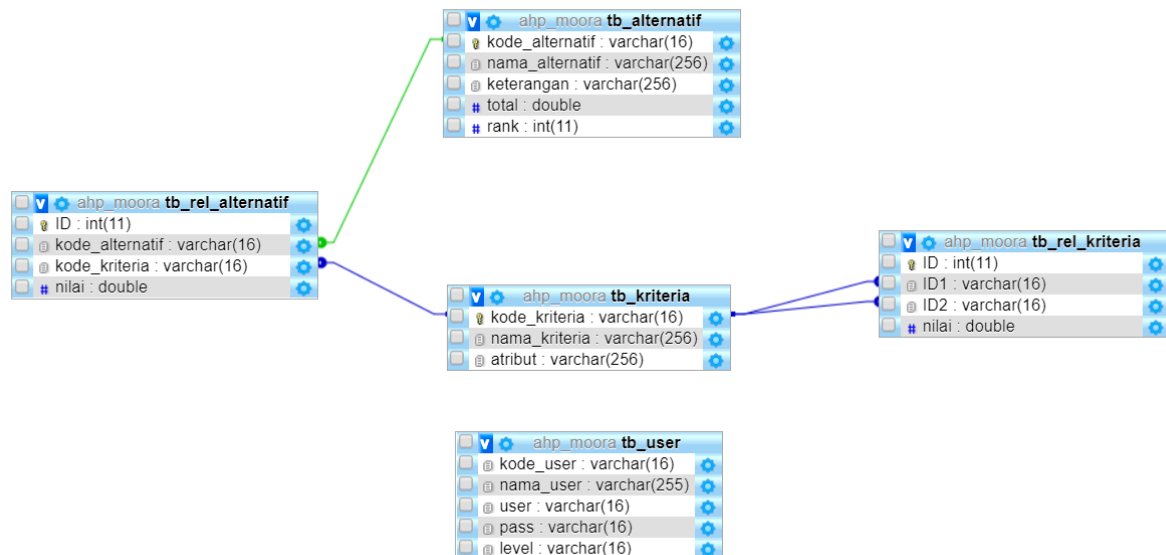 ahp_moora tb_alternatif
kode_alternatif : varchar(16)
nama_alternatif : varchar(256)
keterangan : varchar(256)
# total : double
# rank : int(11)
v ahp_moora tb_rel_alternatif
ID : int(11)
kode_alternatif : varchar(16)
kode_kriteria : varchar(16)
# nilai : double
v ahp_moora tb_kriteria
kode_kriteria : varchar(16)
nama_kriteria : varchar(256)
atribut : varchar(256)
v ahp_moora tb_rel_kriteria
ID : int(11)
ID1 : varchar(16)
ID2 : varchar(16)
# nilai : double
v ahp_moora tb_user
kode_user : varchar(16)
nama_user : varchar(255)
user : varchar(16)
pass : varchar(16)
level : varchar(16)